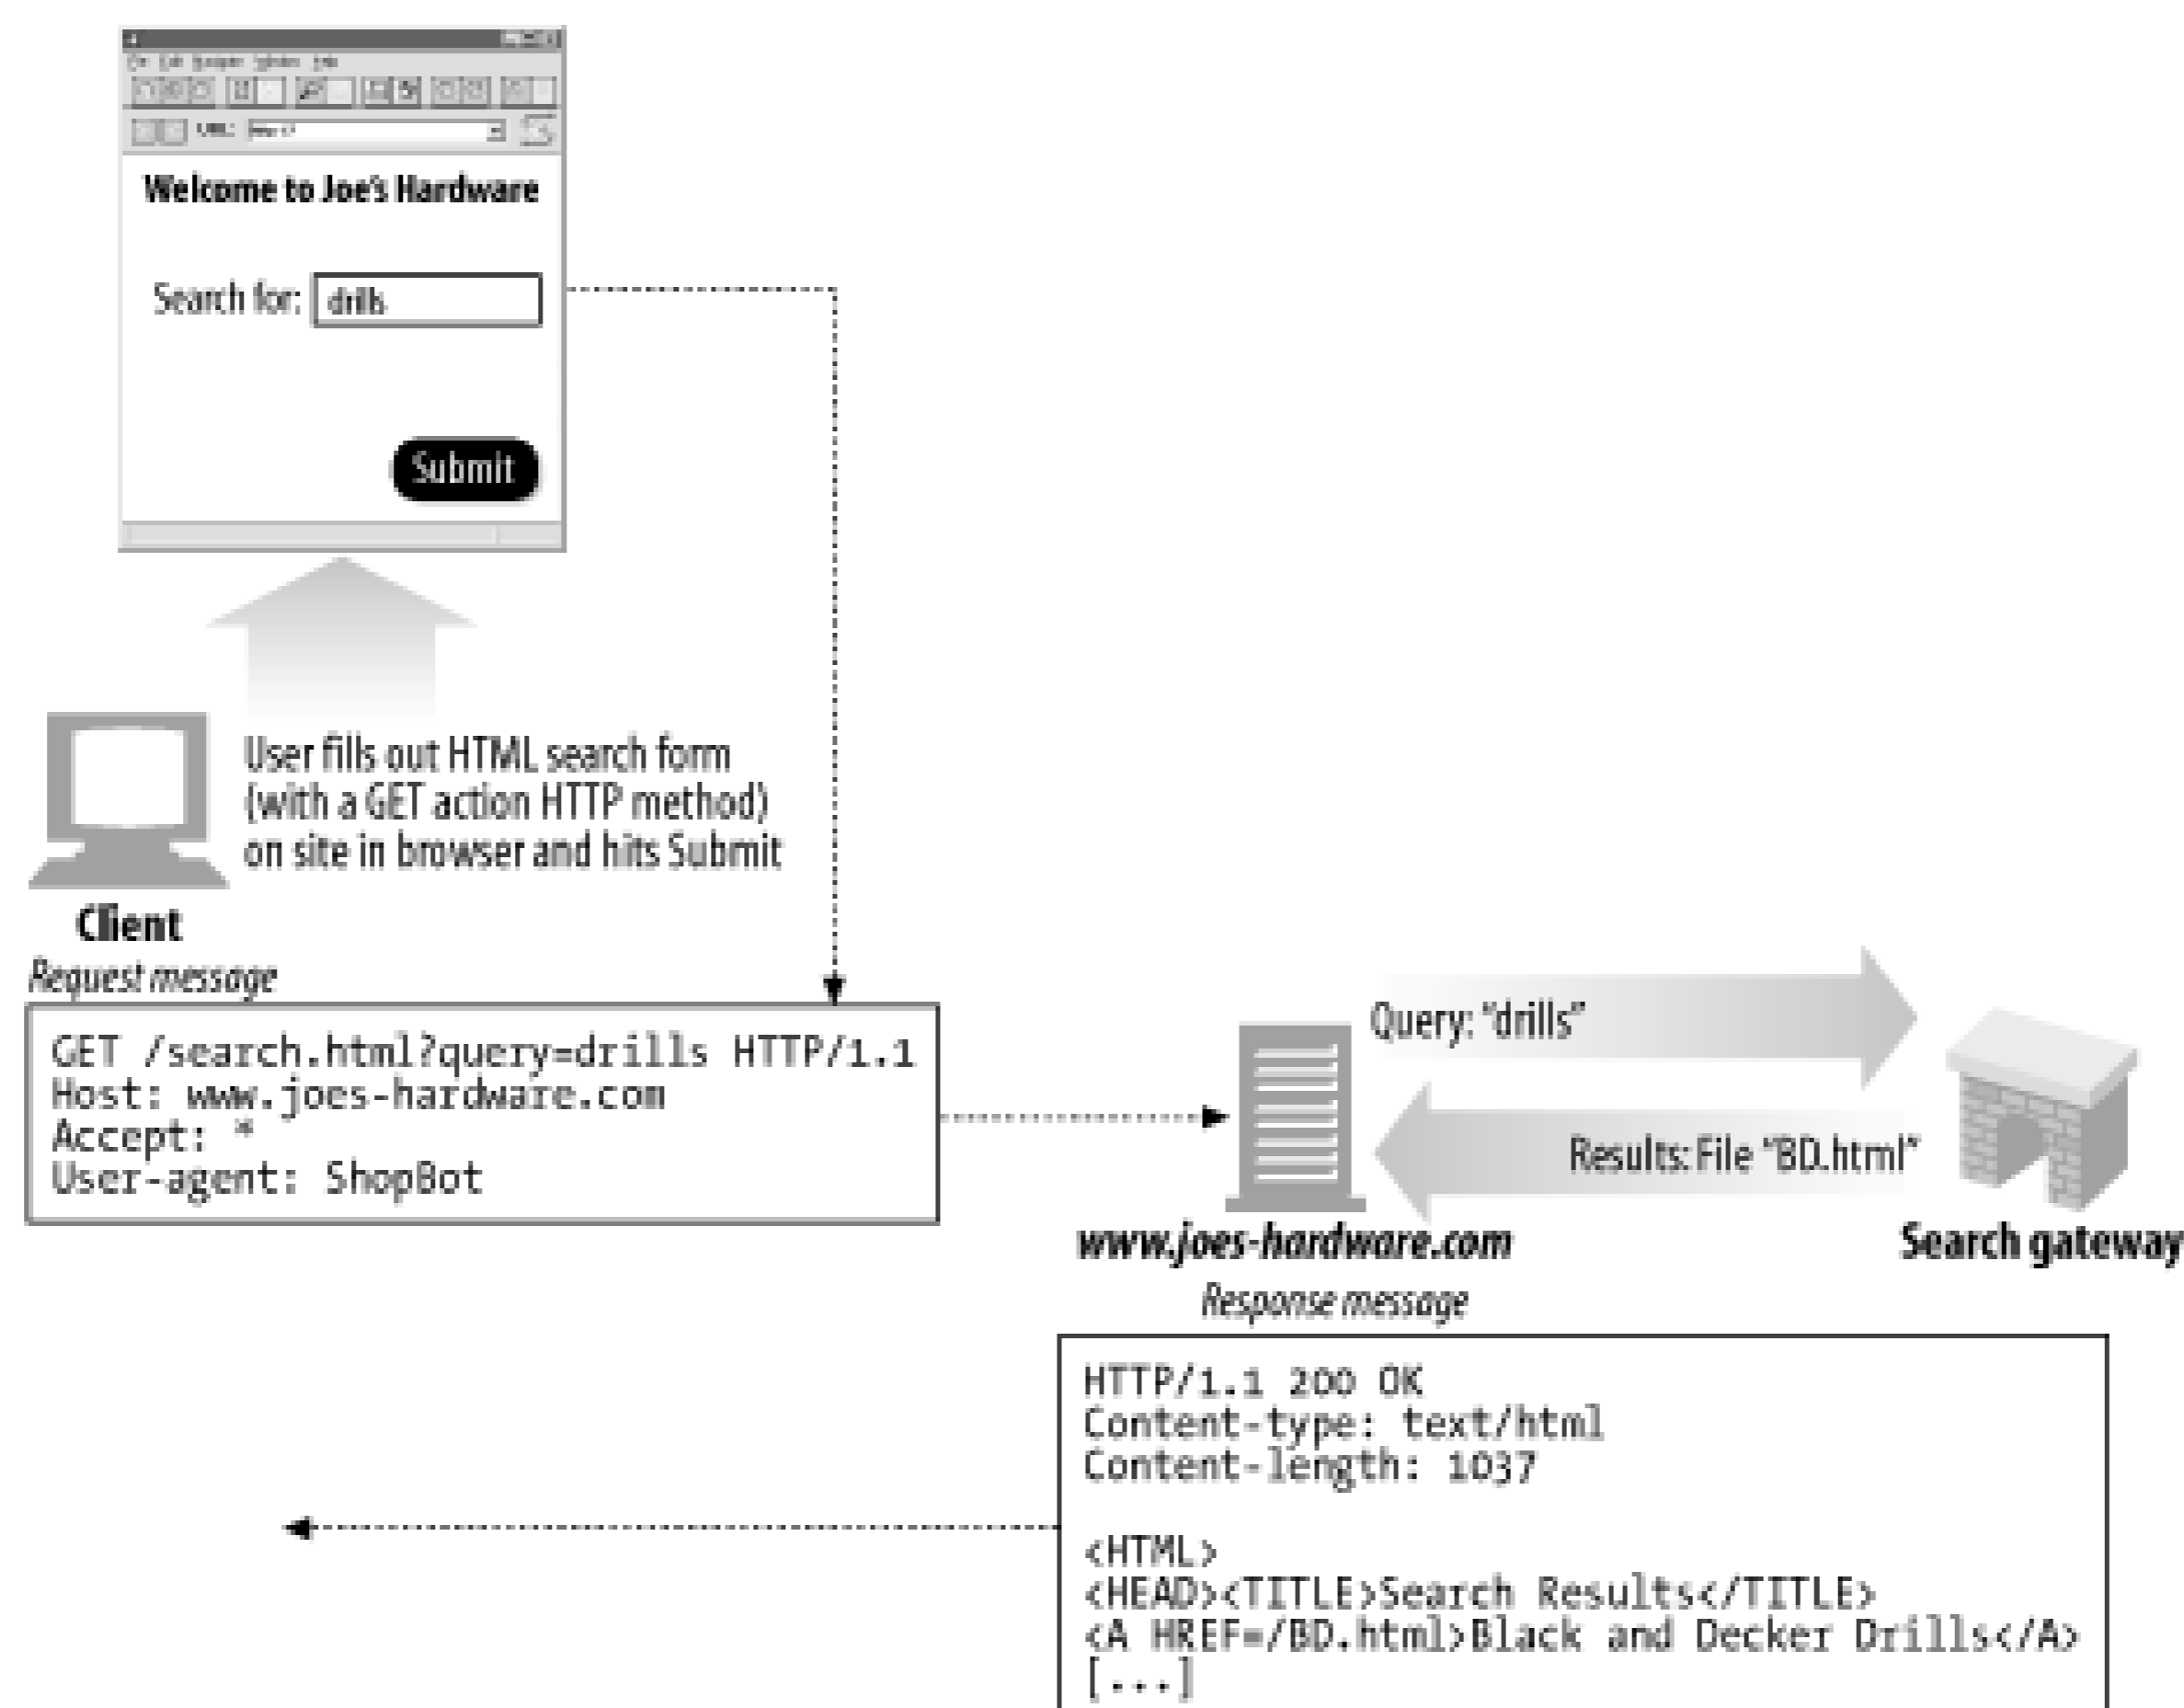 Welcome to Joe's Hardware
Search for: drills
Submit
User fills out HTML search form
(with a GET action HTTP method)
on site in browser and hits Submit
Client
Request message
GET /search.html?query=drills HTTP/1.1
Host: www.joes-hardware.com
Accept: *
User-agent: ShopBot
Query: "drills"
Results: File "BD.html"
www.joes-hardware.com
Search gateway
Response message
HTTP/1.1 200 OK
Content-type: text/html
Content-length: 1037
<HTML>
<HEAD><TITLE>Search Results</TITLE>
<A HREF=/BD.html>Black and Decker Drills</A>
[...]